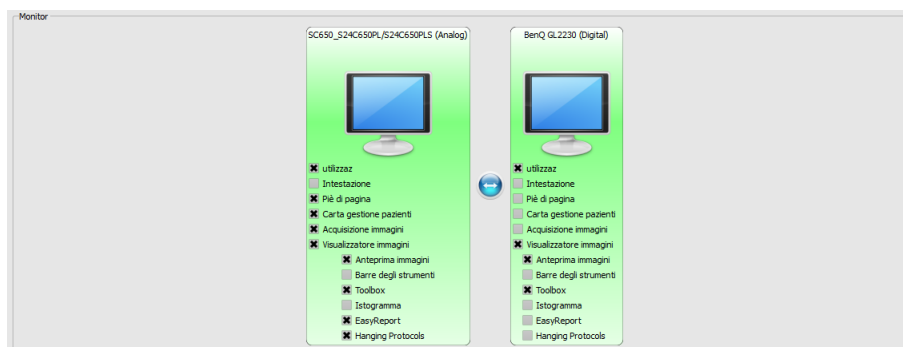 Monitor
SC650_S24C650PL/S24C650PLS (Analog)
utilizzaz
Intestazione
Piè di pagina
Carta gestione pazienti
Acquisizione immagini
Visualizzatore immagini
Anteprima immagini
Barre degli strumenti
Toolbox
Istogramma
EasyReport
Hanging Protocols
BenQ GL2230 (Digital)
utilizzaz
Intestazione
Piè di pagina
Carta gestione pazienti
Acquisizione immagini
Visualizzatore immagini
Anteprima immagini
Barre degli strumenti
Toolbox
Istogramma
EasyReport
Hanging Protocols